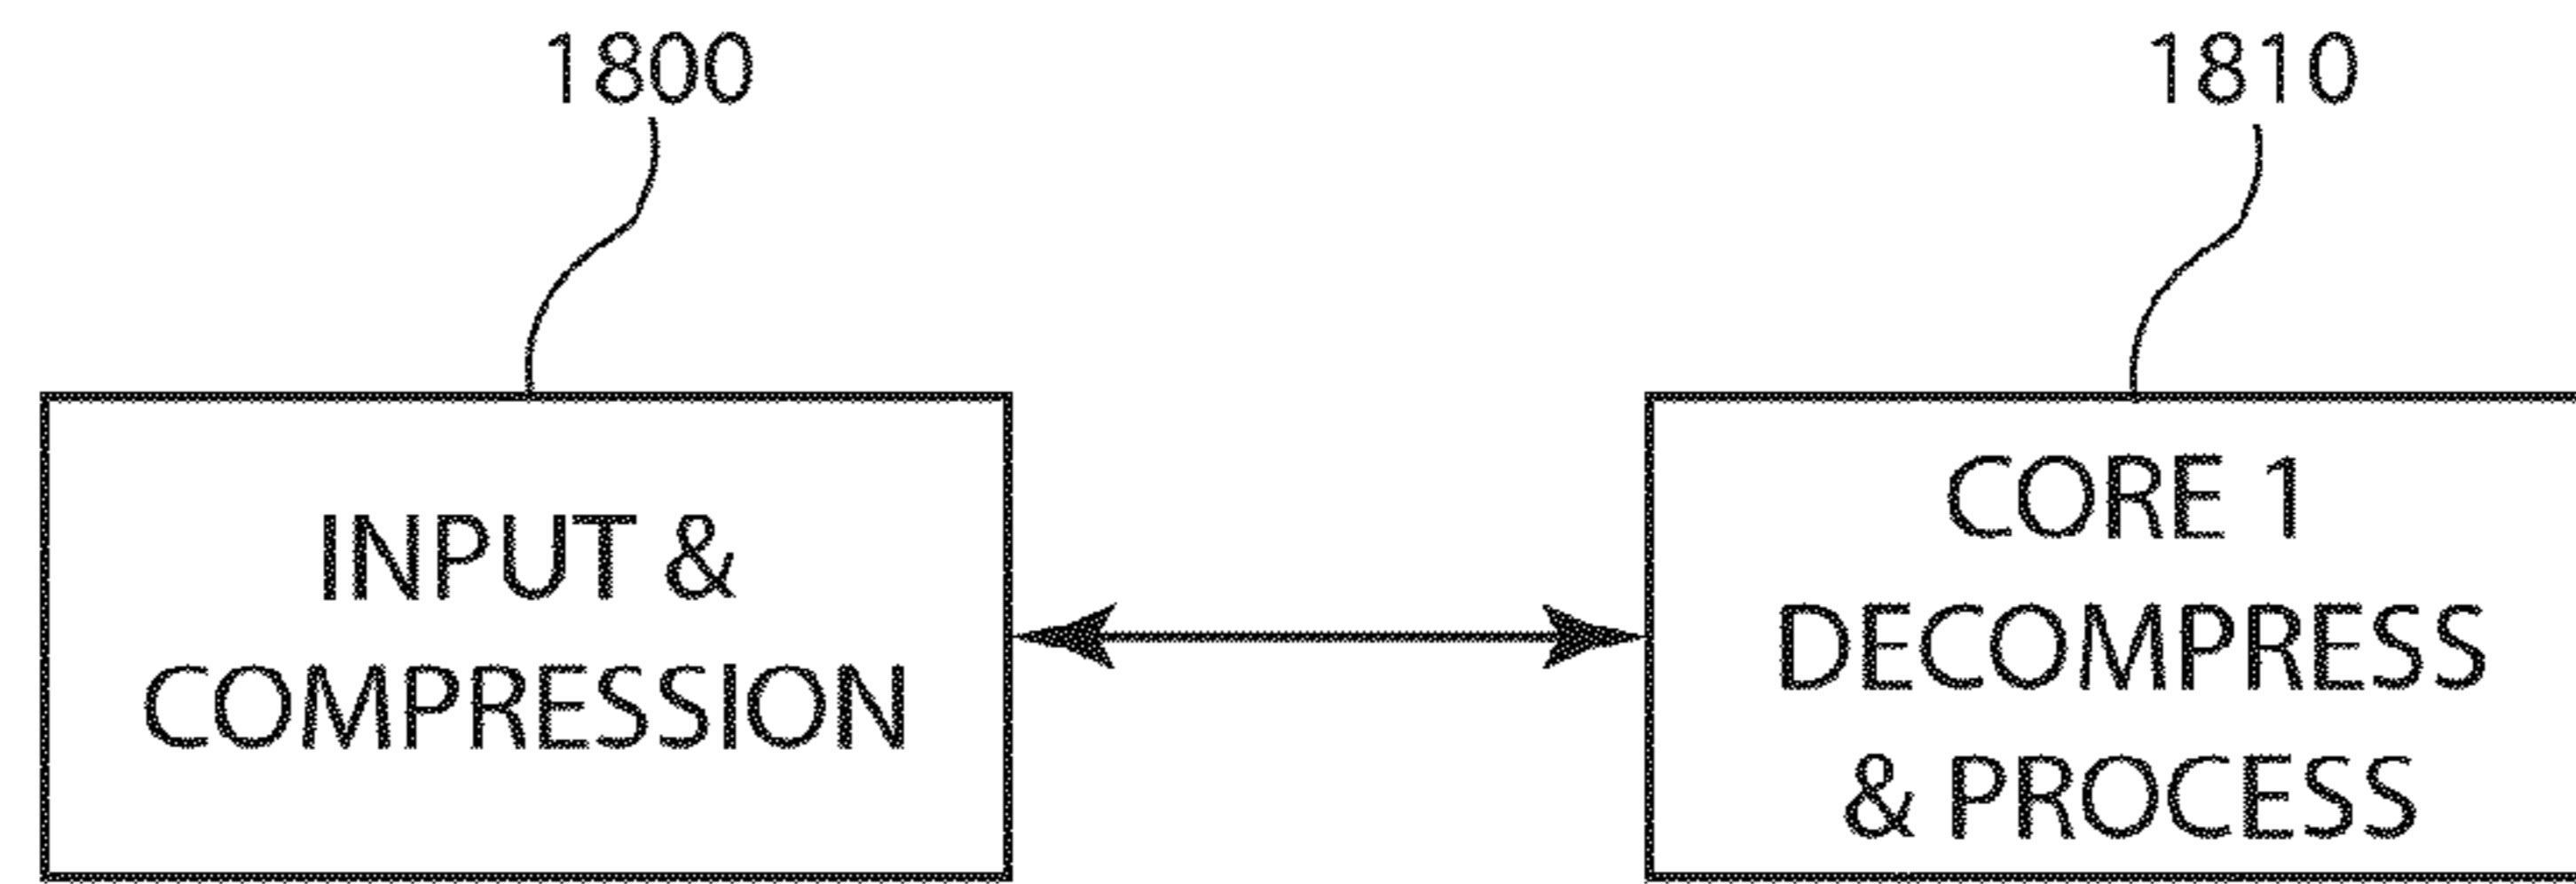 1800
1810
INPUT &
COMPRESSION
CORE 1
DECOMPRESS
& PROCESS